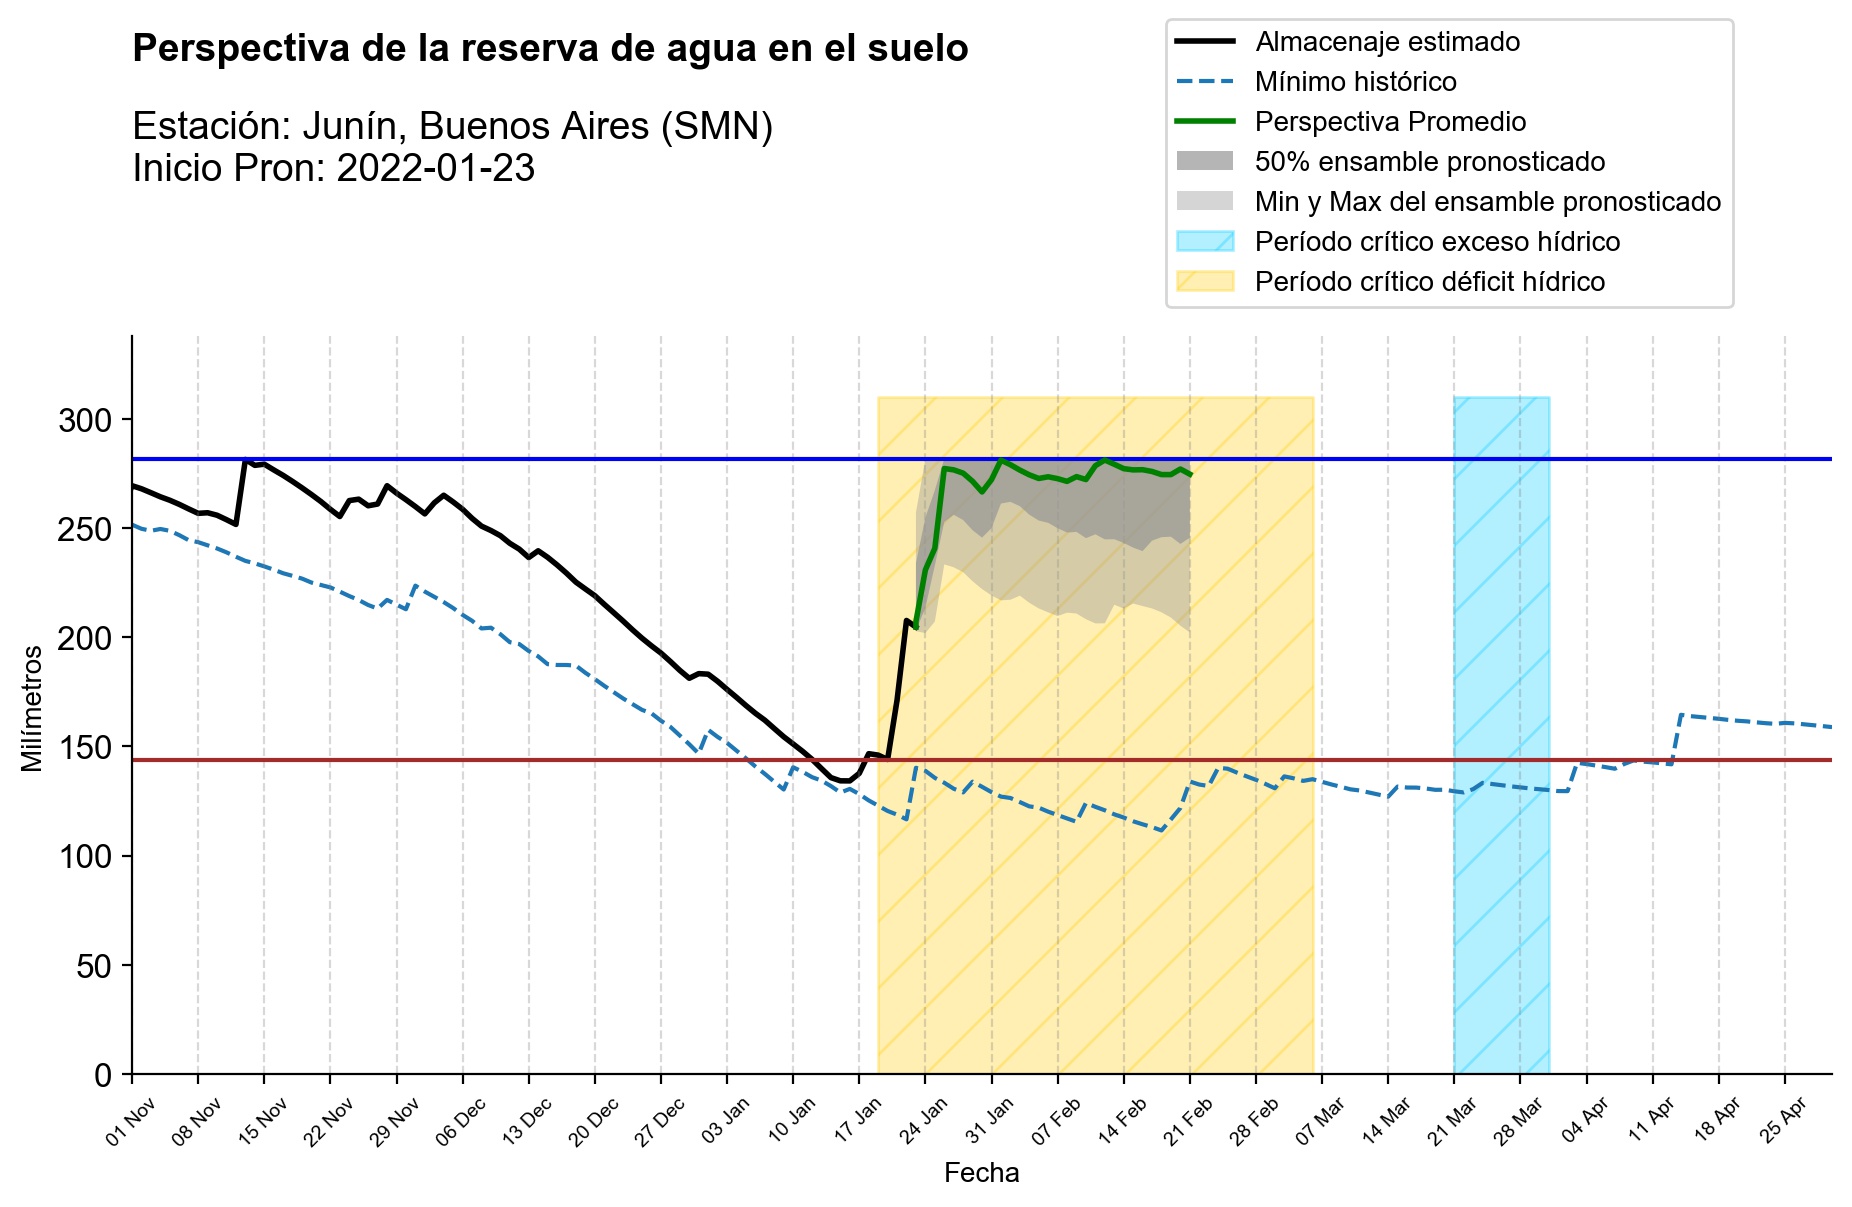 Perspectiva de la reserva de agua en el suelo
Estación: Junín, Buenos Aires (SMN)
Inicio Pron: 2022-01-23
Almacenaje estimado
Mínimo histórico
Perspectiva Promedio
50% ensamble pronosticado
Min y Max del ensamble pronosticado
Período crítico exceso hídrico
Período crítico déficit hídrico
Milímetros
300
250
200
150
100
50
0
01 Nov
08 Nov
15 Nov
22 Nov
29 Nov
06 Dec
13 Dec
20 Dec
27 Dec
03 Jan
10 Jan
17 Jan
24 Jan
31 Jan
07 Feb
14 Feb
21 Feb
28 Feb
07 Mar
14 Mar
21 Mar
28 Mar
04 Apr
11 Apr
18 Apr
25 Apr
Fecha